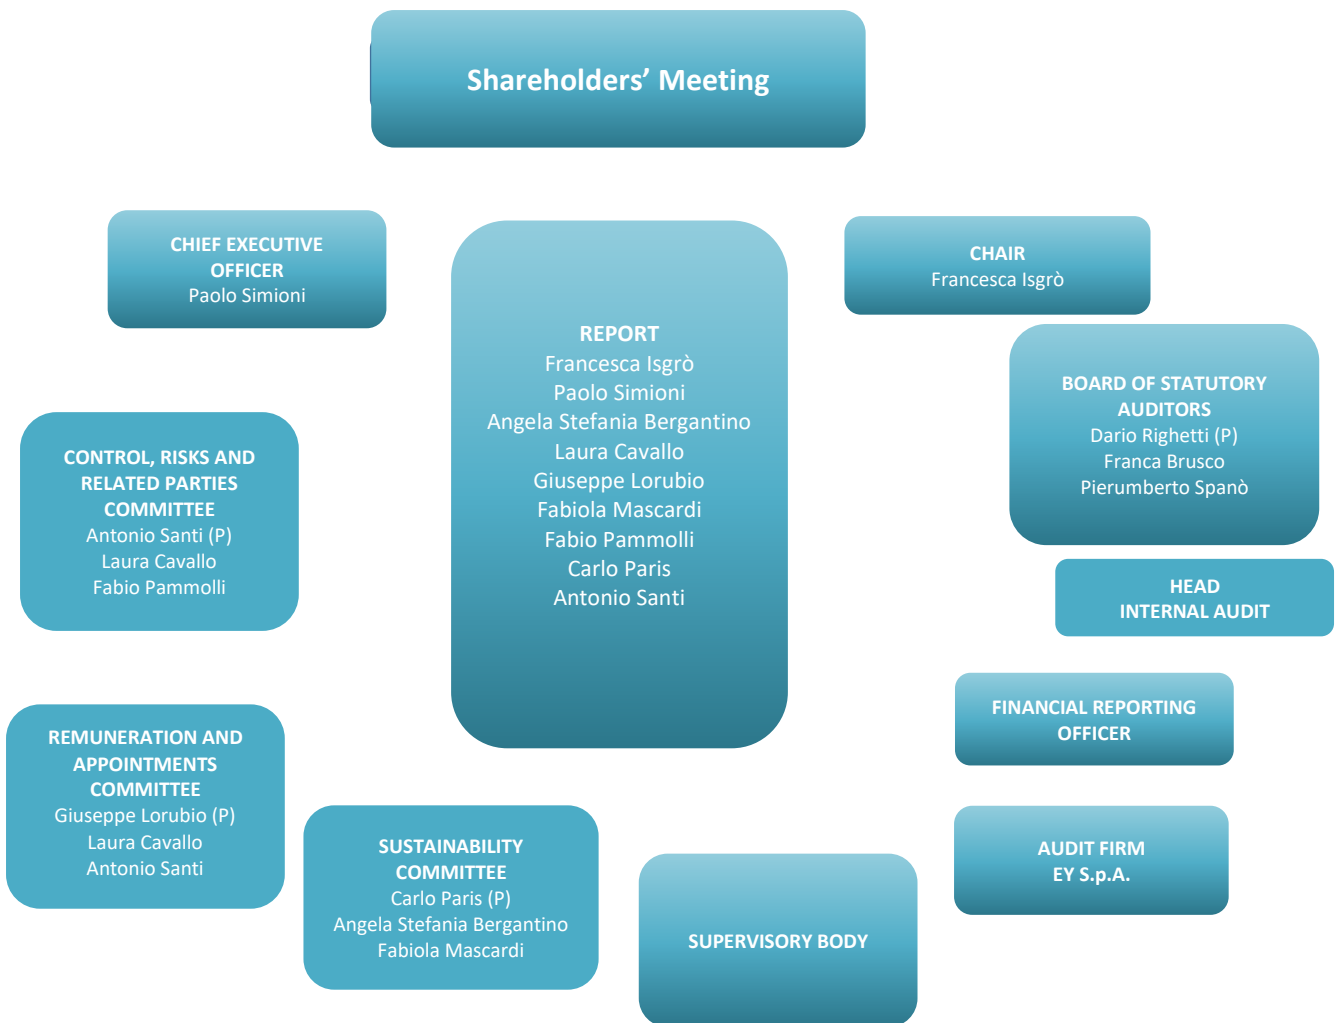 Shareholders’ Meeting
CHIEF EXECUTIVE
OFFICER
Paolo Simioni
CHAIR
Francesca Isgrò
REPORT
Francesca Isgrò
Paolo Simioni
Angela Stefania Bergantino
Laura Cavallo
Giuseppe Lorubio
Fabiola Mascardi
Fabio Pammolli
Carlo Paris
Antonio Santi
BOARD OF STATUTORY
AUDITORS
Dario Righetti (P)
Franca Brusco
Pierumberto Spanò
CONTROL, RISKS AND
RELATED PARTIES
COMMITTEE
Antonio Santi (P)
Laura Cavallo
Fabio Pammolli
HEAD
INTERNAL AUDIT
FINANCIAL REPORTING
OFFICER
REMUNERATION AND
APPOINTMENTS
COMMITTEE
Giuseppe Lorubio (P)
Laura Cavallo
Antonio Santi
SUSTAINABILITY
COMMITTEE
Carlo Paris (P)
Angela Stefania Bergantino
Fabiola Mascardi
AUDIT FIRM
EY S.p.A.
SUPERVISORY BODY